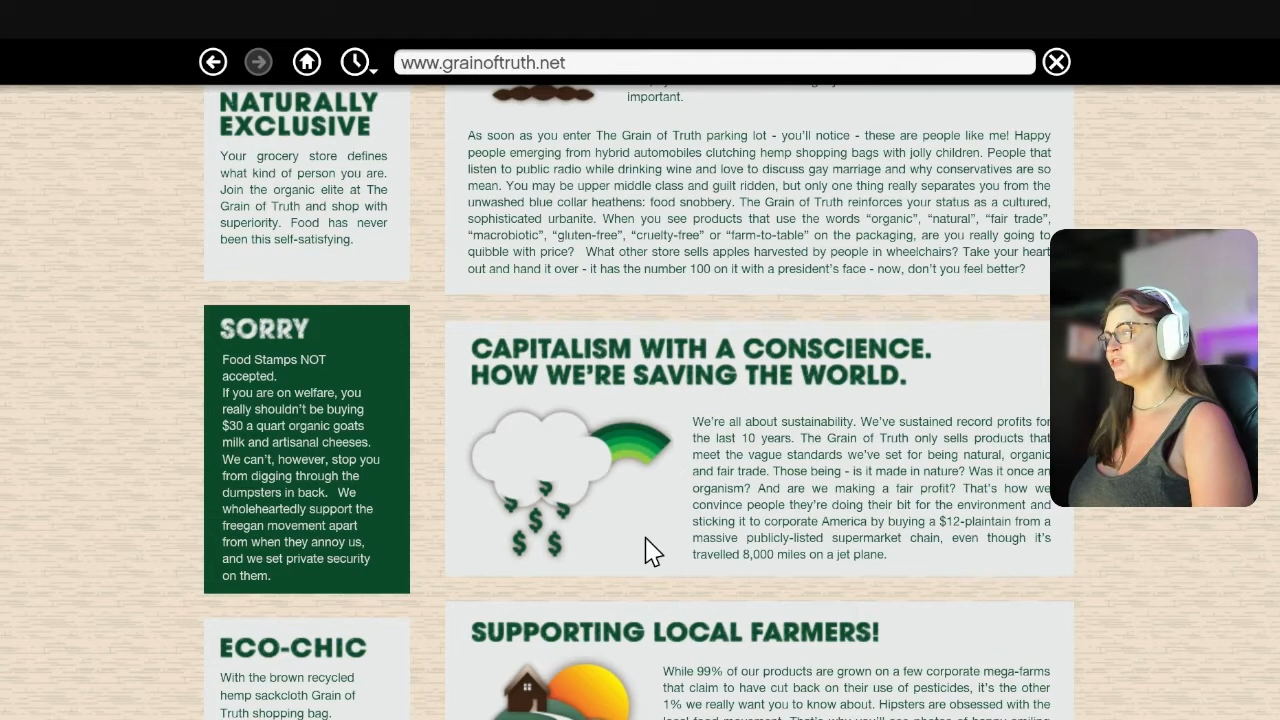 www.grainoftruth.net
NATURALLY
EXCLUSIVE
Your grocery store defines
what kind of person you are.
Join the organic elite at The
Grain of Truth and shop with
superiority. Food has never
been this self-satisfying.
SORRY
Food Stamps NOT
accepted.
If you are on welfare, you
really shouldn't be buying
$30 a quart organic goats
milk and artisanal cheeses.
We can't, however, stop you
from digging through the
dumpsters in back. We
wholeheartedly support the
freegan movement apart
from when they annoy us,
and we set private security
on them.
ECO-CHIC
With the brown recycled
hemp sackcloth Grain of
Truth shopping bag.
important.
As soon as you enter The Grain of Truth parking lot - you'll notice - these are people like me! Happy
people emerging from hybrid automobiles clutching hemp shopping bags with jolly children. People that
listen to public radio while drinking wine and love to discuss gay marriage and why conservatives are so
mean. You may be upper middle class and guilt ridden, but only one thing really separates you from the
unwashed blue collar heathens: food snobbery. The Grain of Truth reinforces your status as a cultured,
sophisticated urbanite. When you see products that use the words “organic”, “natural”, “fair trade”,
“macrobiotic”, “gluten-free”, “cruelty-free” or “farm-to-table” on the packaging, are you really going to
quibble with price? What other store sells apples harvested by people in wheelchairs? Take your heart
out and hand it over - it has the number 100 on it with a president's face - now, don't you feel better?
CAPITALISM WITH A CONSCIENCE.
HOW WE'RE SAVING THE WORLD.
We're all about sustainability. We've sustained record profits for
the last 10 years. The Grain of Truth only sells products that
meet the vague standards we've set for being natural, organic
and fair trade. Those being - is it made in nature? Was it once an
organism? And are we making a fair profit? That's how we
convince people they're doing their bit for the environment and
sticking it to corporate America by buying a $12-plaintain from a
massive publicly-listed supermarket chain, even though it's
travelled 8,000 miles on a jet plane.
$ $ $
$ $ $
SUPPORTING LOCAL FARMERS!
While 99% of our products are grown on a few corporate mega-farms
that claim to have cut back on their use of pesticides, it's the other
1% we really want you to know about. Hipsters are obsessed with the